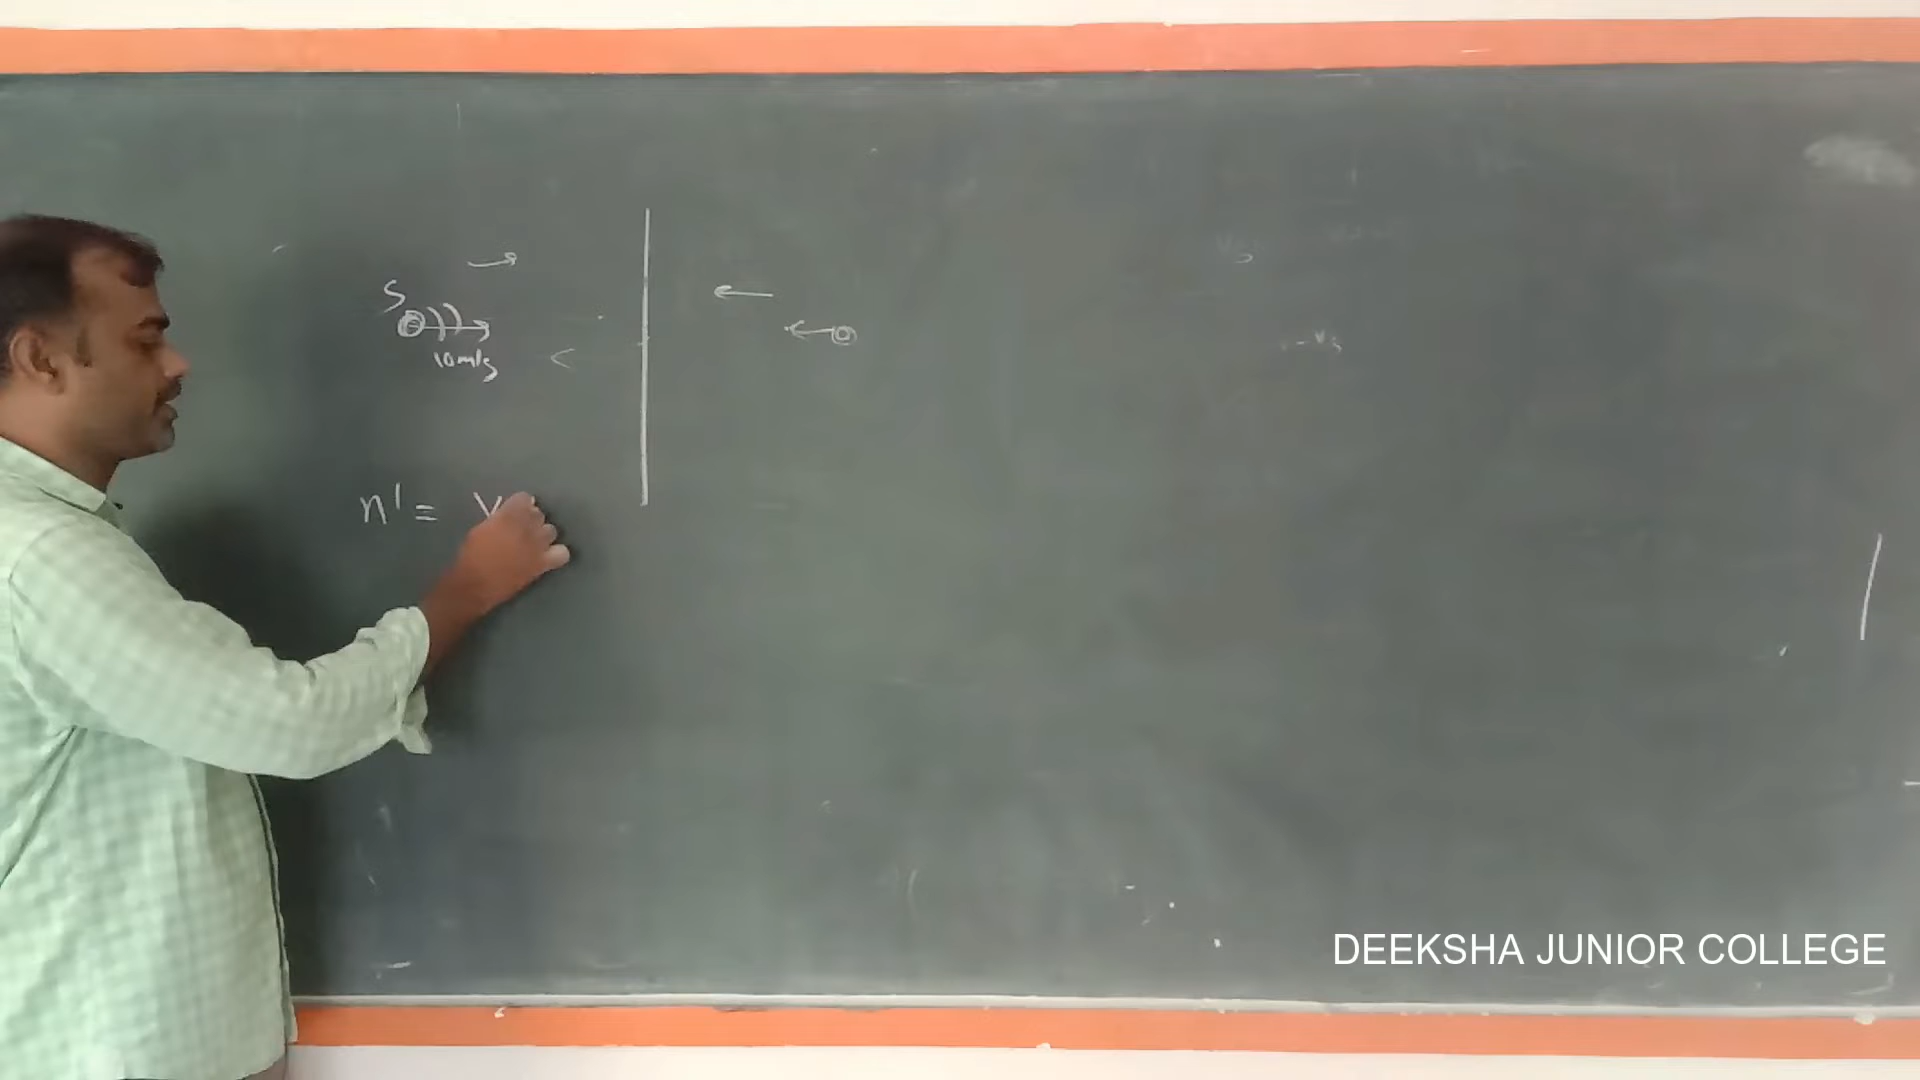 S
10m/s
n' = V
DEEKSHA JUNIOR COLLEGE